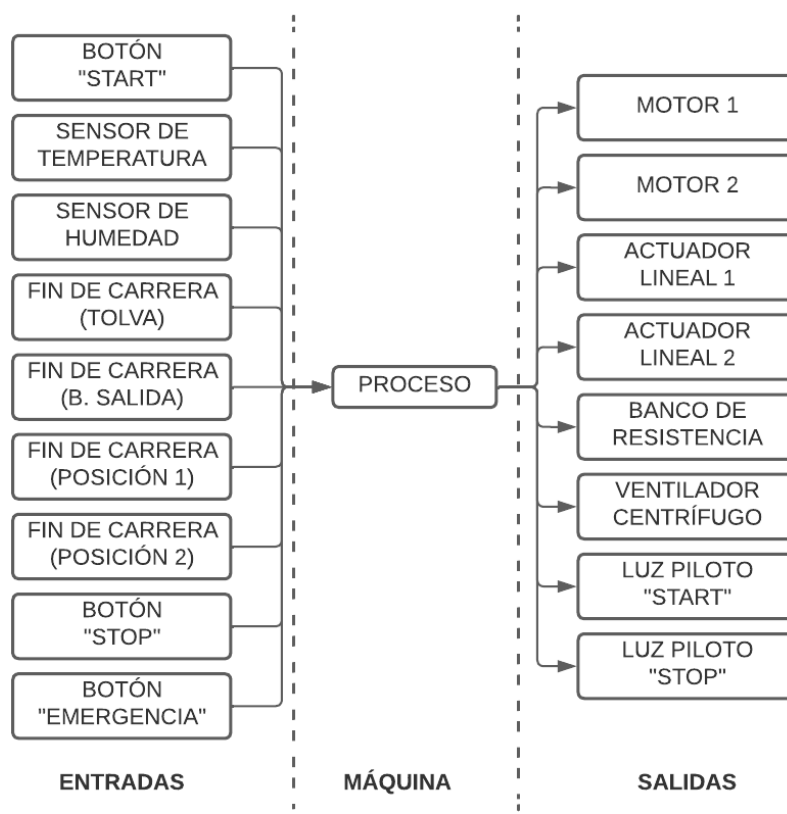 BOTÓN
"START"
SENSOR DE
TEMPERATURA
SENSOR DE
HUMEDAD
FIN DE CARRERA
(TOLVA)
FIN DE CARRERA
(B. SALIDA)
FIN DE CARRERA
(POSICIÓN 1)
FIN DE CARRERA
(POSICIÓN 2)
BOTÓN
"STOP"
BOTÓN
"EMERGENCIA"
ENTRADAS
PROCESO
MÁQUINA
MOTOR 1
MOTOR 2
ACTUADOR
LINEAL 1
ACTUADOR
LINEAL 2
BANCO DE
RESISTENCIA
VENTILADOR
CENTRÍFUGO
LUZ PILOTO
"START"
LUZ PILOTO
"STOP"
SALIDAS